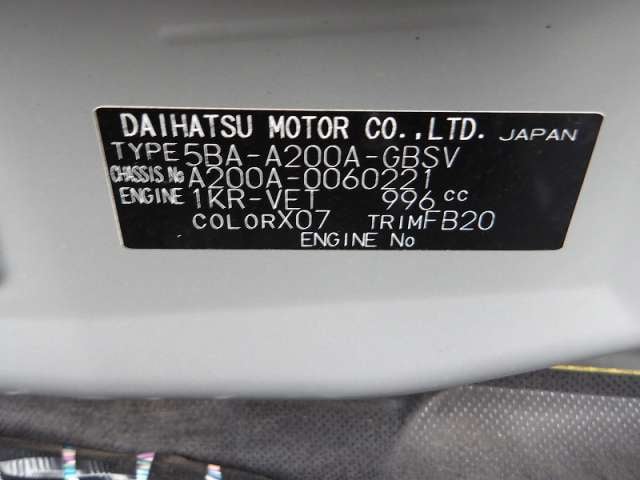 DAIHATSU MOTOR CO.,LTD. JAPAN
TYPE 5BA-A200A-GBSV
CHASSIS No A200A-0060221
ENGINE 1KR-VET 996 cc
COLOR X07 TRIM FB20
ENGINE No